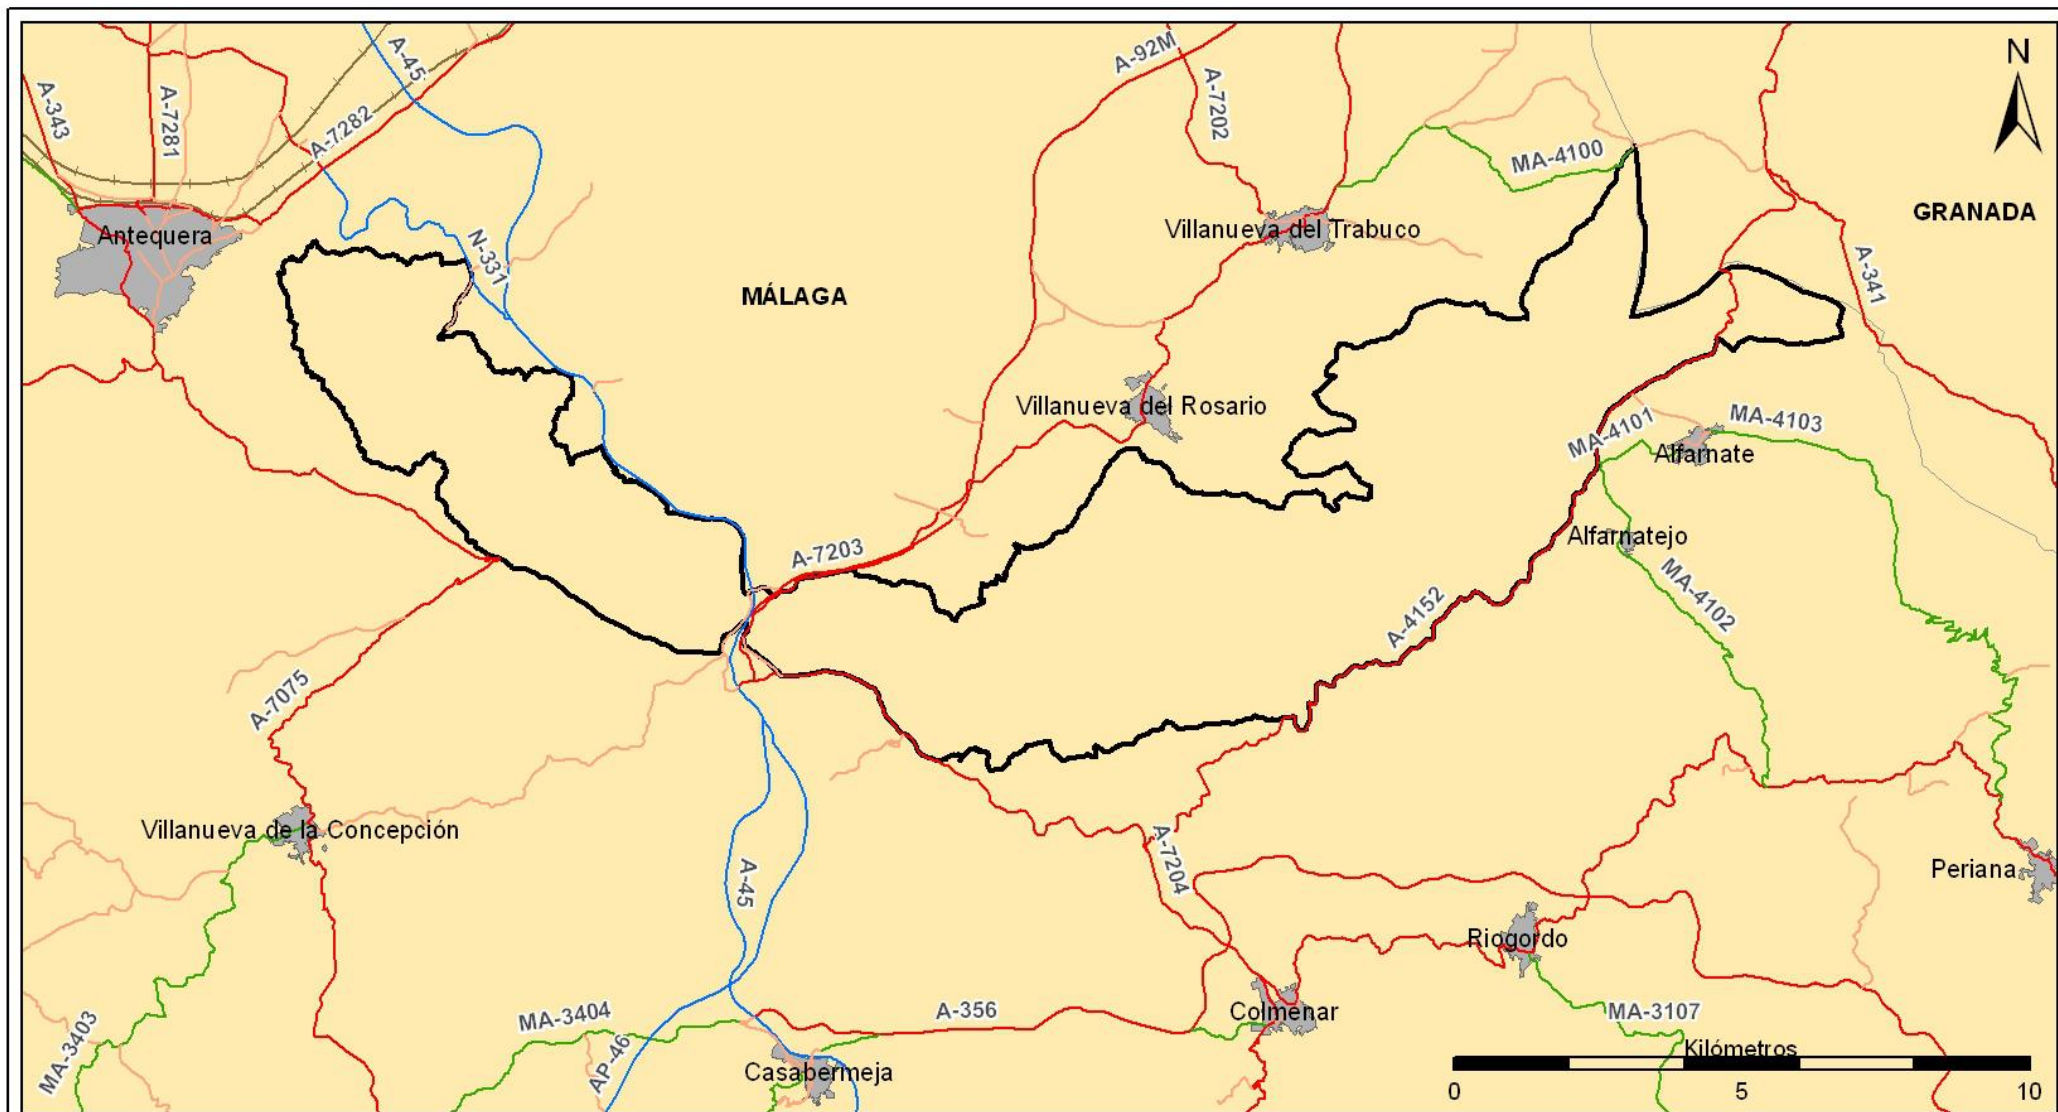 A-45
A-92M
N
A-343
A-7281
A-7282
A-7202
MA-4100
GRANADA
Antequera
Villanueva del Trabuco
N-331
MÁLAGA
A-341
Villanueva del Rosario
MA-4101
MA-4103
Alfarnate
A-7203
Alfarnatejo
MA-4102
A-4152
A-7075
Villanueva de la Concepción
A-45
A-7204
Periana
Riogordo
MA-3404
A-356
Colmenar
MA-3107
MA-3403
AP-46
Casabermeja
Kilómetros
0 5 10